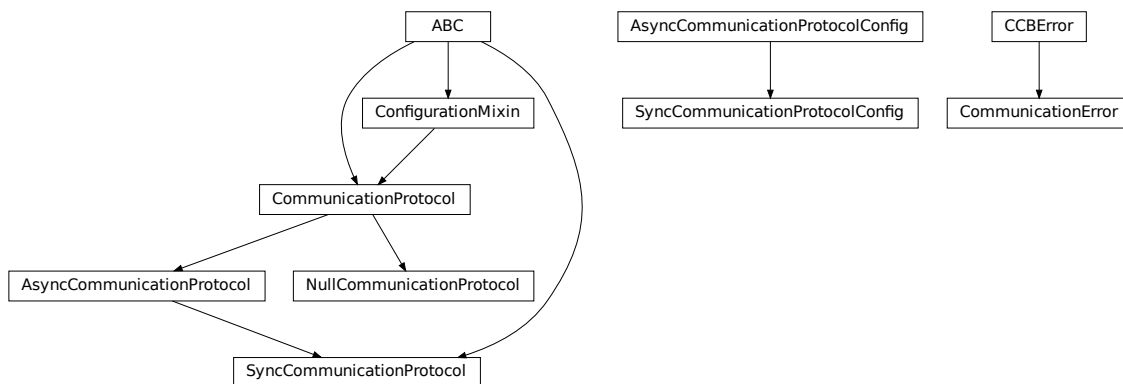 ABC
AsyncCommunicationProtocolConfig
CCBError
ConfigurationMixin
SyncCommunicationProtocolConfig
CommunicationError
CommunicationProtocol
AsyncCommunicationProtocol
NullCommunicationProtocol
SyncCommunicationProtocol